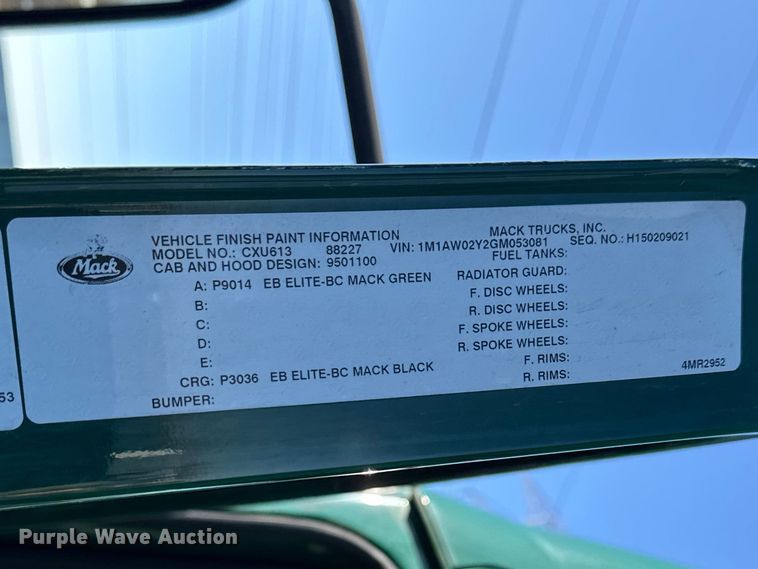 Mack
VEHICLE FINISH PAINT INFORMATION MACK TRUCKS, INC.
MODEL NO.: CXU613 88227 VIN: 1M1AW02Y2GM053081 SEQ. NO.: H150209021
CAB AND HOOD DESIGN: 9501100 FUEL TANKS:
A: P9014 EB ELITE-BC MACK GREEN RADIATOR GUARD:
B: F. DISC WHEELS:
R. DISC WHEELS:
C: F. SPOKE WHEELS:
D: R. SPOKE WHEELS:
E: F. RIMS:
CRG: P3036 EB ELITE-BC MACK BLACK R. RIMS:
4MR2952
BUMPER:
53
Purple Wave Auction